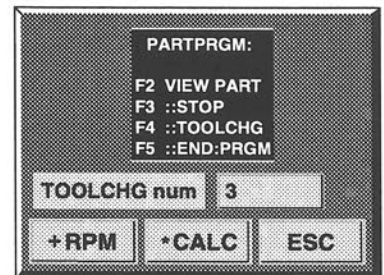 PARTPRGM:
F2 VIEW PART
F3 ::STOP
F4 ::TOOLCHG
F5 ::END:PRGM
TOOLCHG num 3
+RPM *CALC ESC